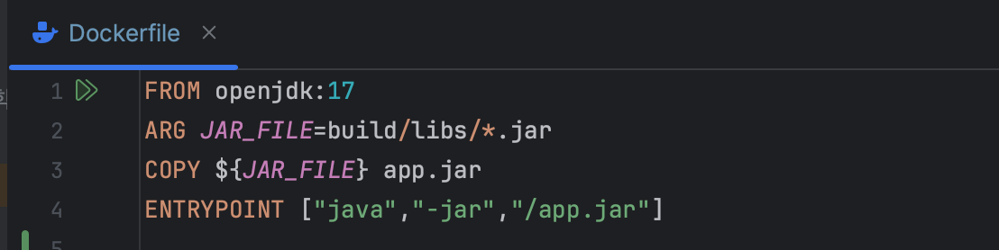 Dockerfile
1 FROM openjdk:17
2 ARG JAR_FILE=build/libs/*.jar
3 COPY ${JAR_FILE} app.jar
4 ENTRYPOINT ["java","-jar","/app.jar"]
5